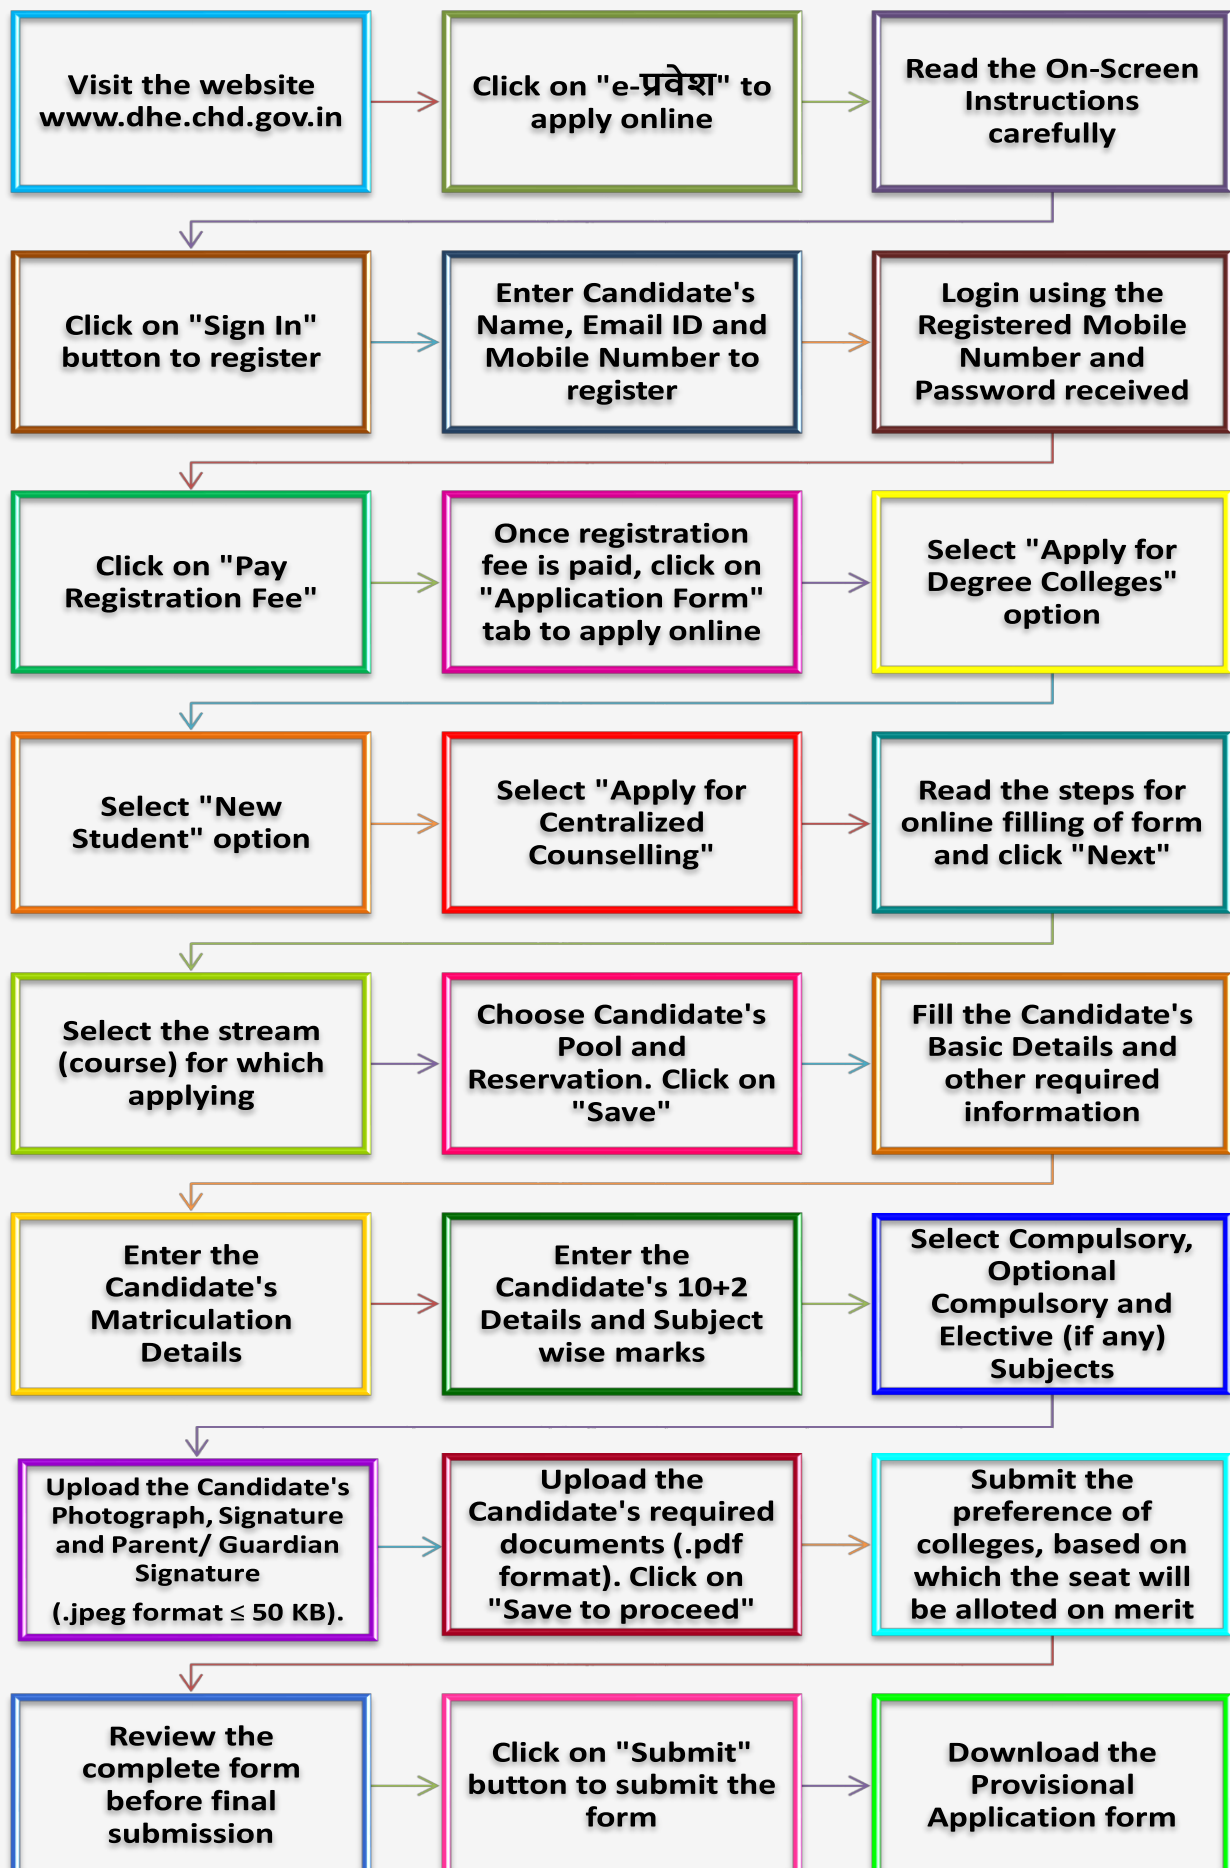 Visit the website
www.dhe.chd.gov.in
Click on "e-प्रवेश" to
apply online
Read the On-Screen
Instructions
carefully
Click on "Sign In"
button to register
Enter Candidate's
Name, Email ID and
Mobile Number to
register
Login using the
Registered Mobile
Number and
Password received
Click on "Pay
Registration Fee"
Once registration
fee is paid, click on
"Application Form"
tab to apply online
Select "Apply for
Degree Colleges"
option
Select "New
Student" option
Select "Apply for
Centralized
Counselling"
Read the steps for
online filling of form
and click "Next"
Select the stream
(course) for which
applying
Choose Candidate's
Pool and
Reservation. Click on
"Save"
Fill the Candidate's
Basic Details and
other required
information
Enter the
Candidate's
Matriculation
Details
Enter the
Candidate's 10+2
Details and Subject
wise marks
Select Compulsory,
Optional
Compulsory and
Elective (if any)
Subjects
Upload the Candidate's
Photograph, Signature
and Parent/ Guardian
Signature
(.jpeg format ≤ 50 KB).
Upload the
Candidate's required
documents (.pdf
format). Click on
"Save to proceed"
Submit the
preference of
colleges, based on
which the seat will
be alloted on merit
Review the
complete form
before final
submission
Click on "Submit"
button to submit the
form
Download the
Provisional
Application form